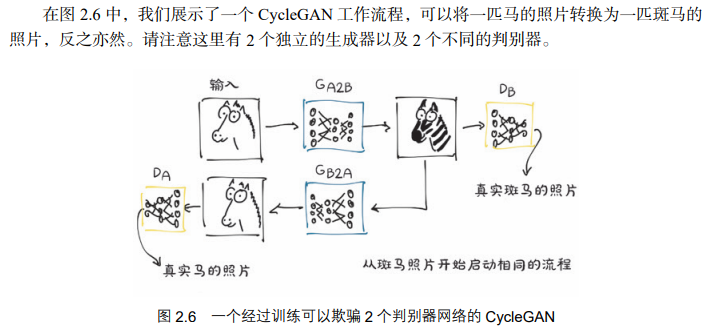 在图 2.6 中，我们展示了一个 CycleGAN 工作流程，可以将一匹马的照片转换为一匹斑马的
照片，反之亦然。请注意这里有 2 个独立的生成器以及 2 个不同的判别器。
输入
GA2B
DB
真实斑马的照片
DA
GB2A
真实马的照片
从斑马照片开始启动相同的流程
图 2.6 一个经过训练可以欺骗 2 个判别器网络的 CycleGAN